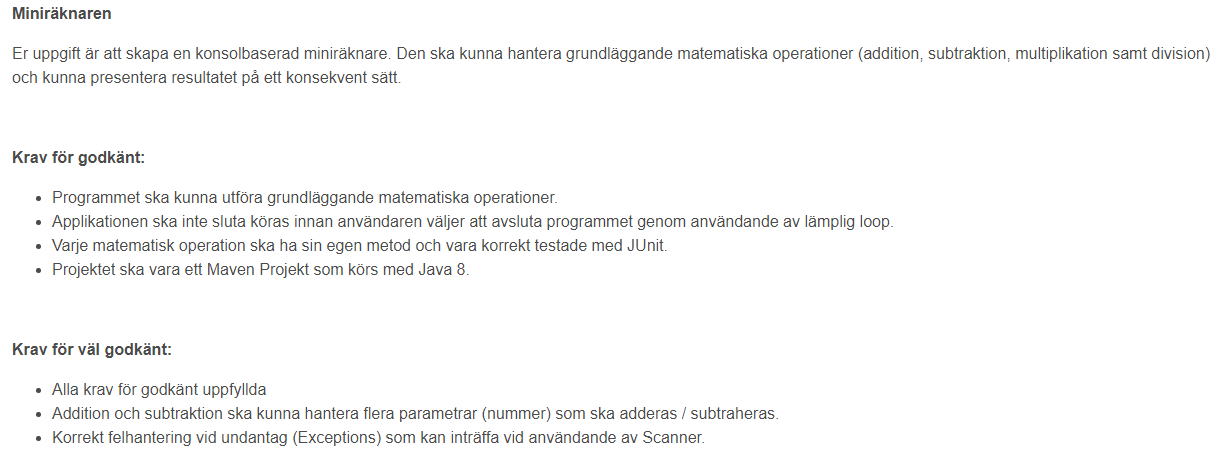 Miniräknaren
Er uppgift är att skapa en konsolbaserad miniräknare. Den ska kunna hantera grundläggande matematiska operationer (addition, subtraktion, multiplikation samt division)
och kunna presentera resultatet på ett konsekvent sätt.
Krav för godkänt:
• Programmet ska kunna utföra grundläggande matematiska operationer.
• Applikationen ska inte sluta köras innan användaren väljer att avsluta programmet genom användande av lämplig loop.
• Varje matematisk operation ska ha sin egen metod och vara korrekt testade med JUnit.
• Projektet ska vara ett Maven Projekt som körs med Java 8.
Krav för väl godkänt:
• Alla krav för godkänt uppfyllda
• Addition och subtraktion ska kunna hantera flera parametrar (nummer) som ska adderas / subtraheras.
• Korrekt felhantering vid undantag (Exceptions) som kan inträffa vid användande av Scanner.